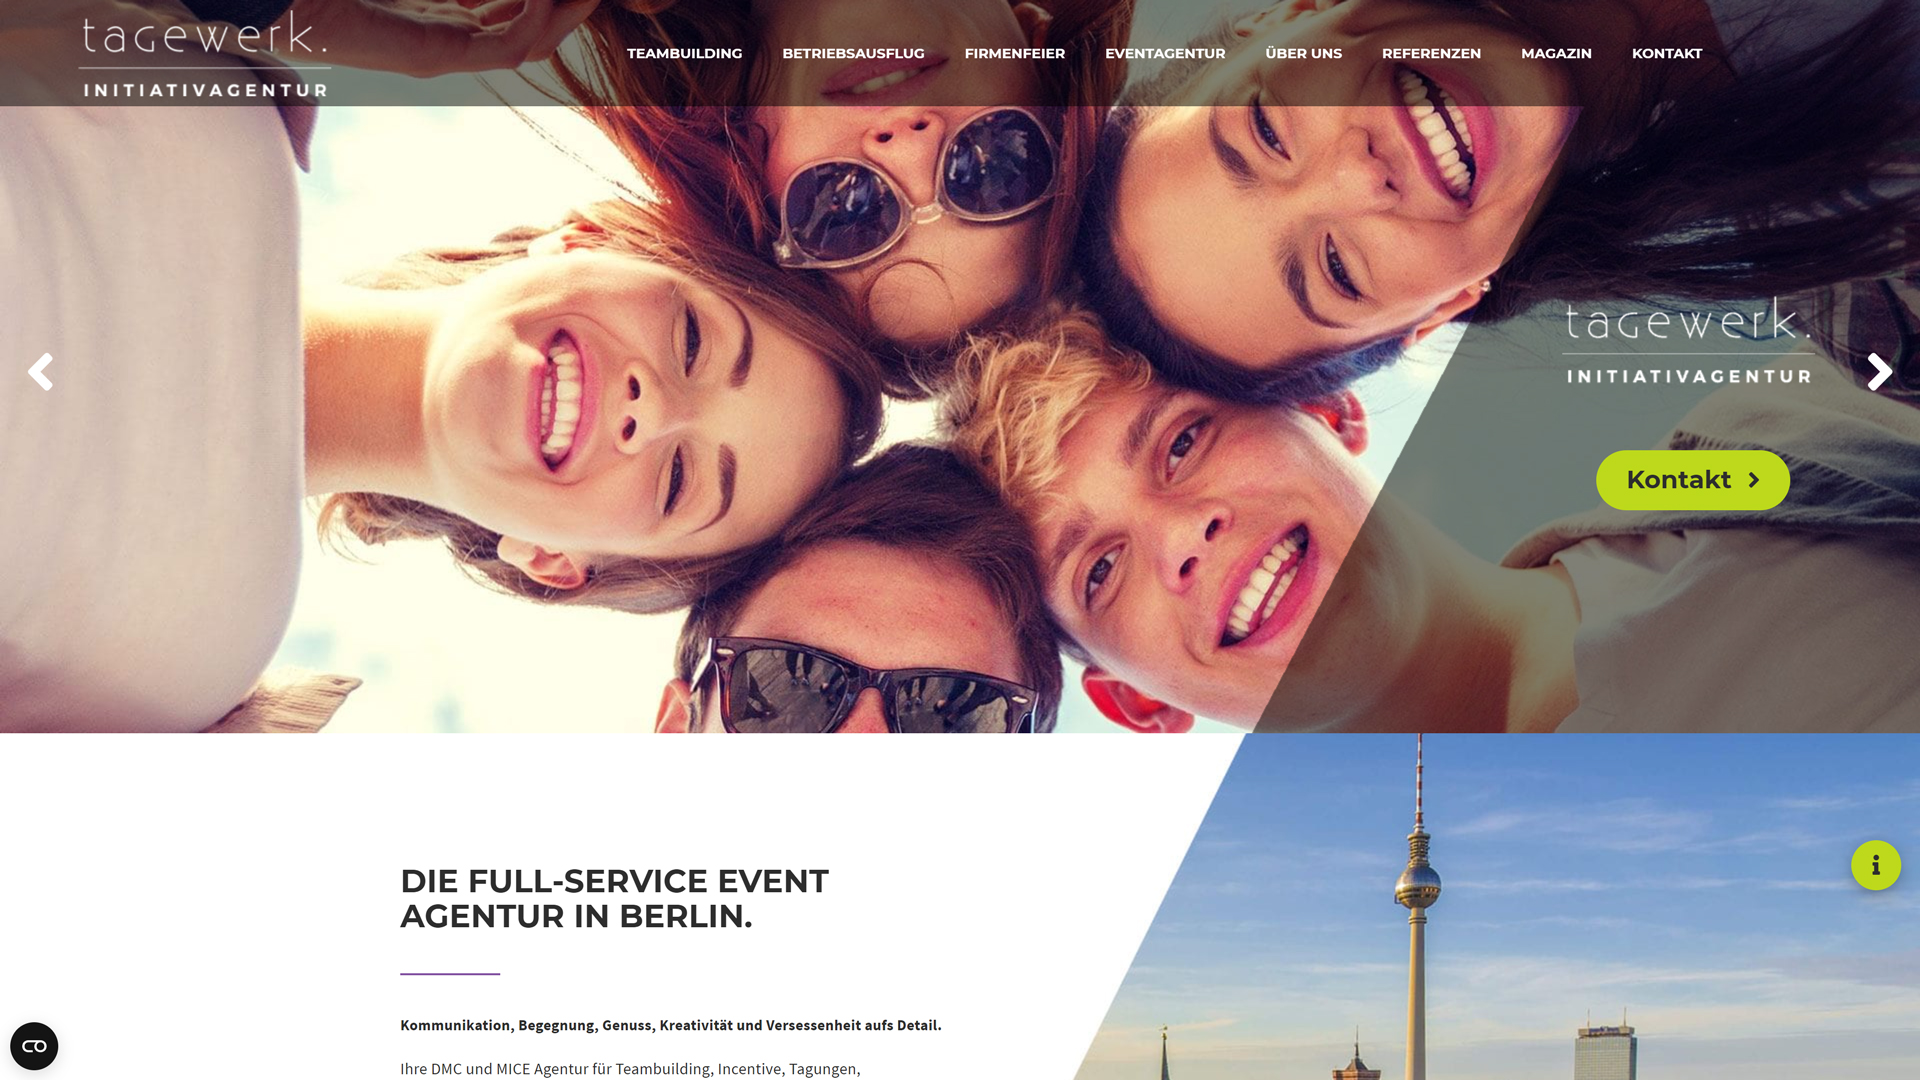 tagewerk.
INITIATIVAGENTUR
TEAMBUILDING
BETRIEBSAUSFLUG
FIRMENFEIER
EVENTAGENTUR
ÜBER UNS
REFERENZEN
MAGAZIN
KONTAKT
tagewerk.
INITIATIVAGENTUR
Kontakt
DIE FULL-SERVICE EVENT
AGENTUR IN BERLIN.
Kommunikation, Begegnung, Genuss, Kreativität und Versessenheit aufs Detail.
Ihre DMC und MICE Agentur für Teambuilding, Incentive, Tagungen,